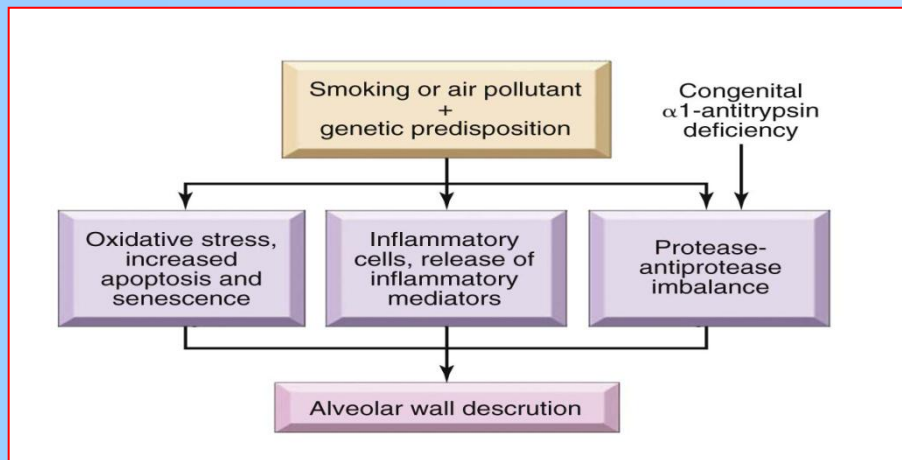 Smoking or air pollutant
+
genetic predisposition
Congenital
α1-antitrypsin
deficiency
Oxidative stress,
increased
apoptosis and
senescence
Inflammatory
cells, release of
inflammatory
mediators
Protease-
antiprotease
imbalance
Alveolar wall descrution